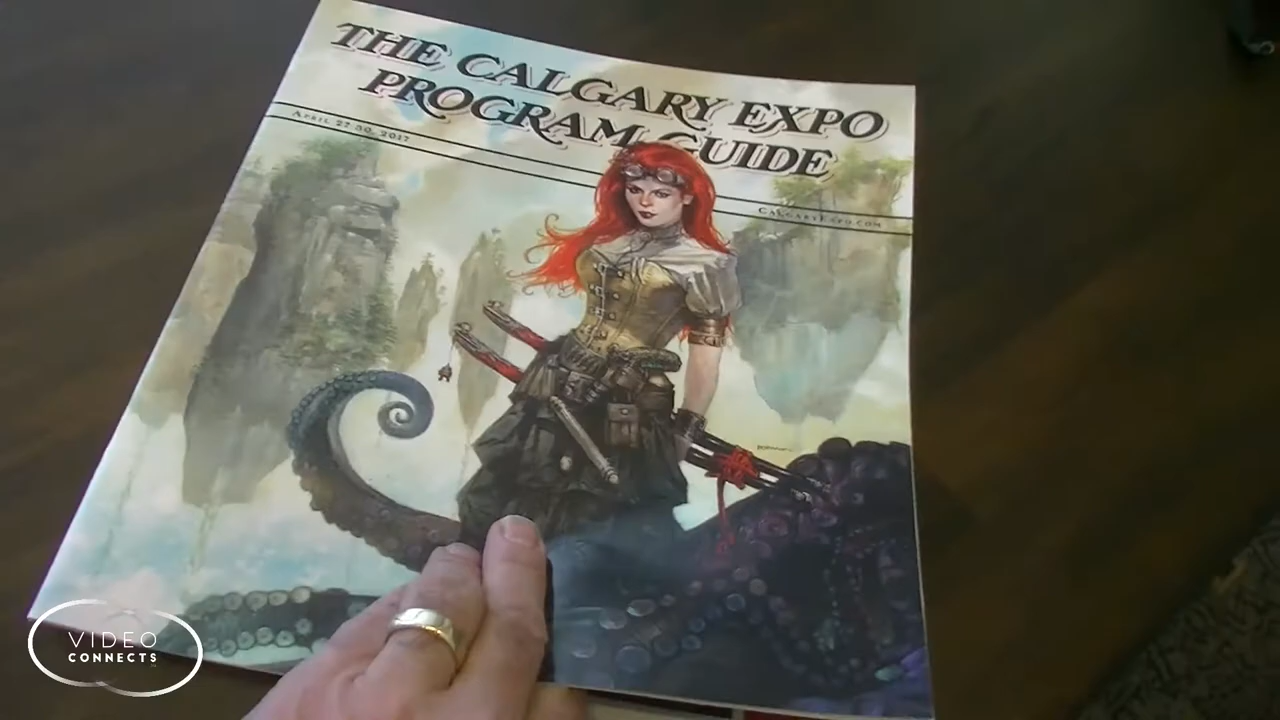 THE CALGARY EXPO
PROGRAM GUIDE
APRIL 27-30, 2017
CALGARYEXPO.COM
VIDEO
CONNECTS